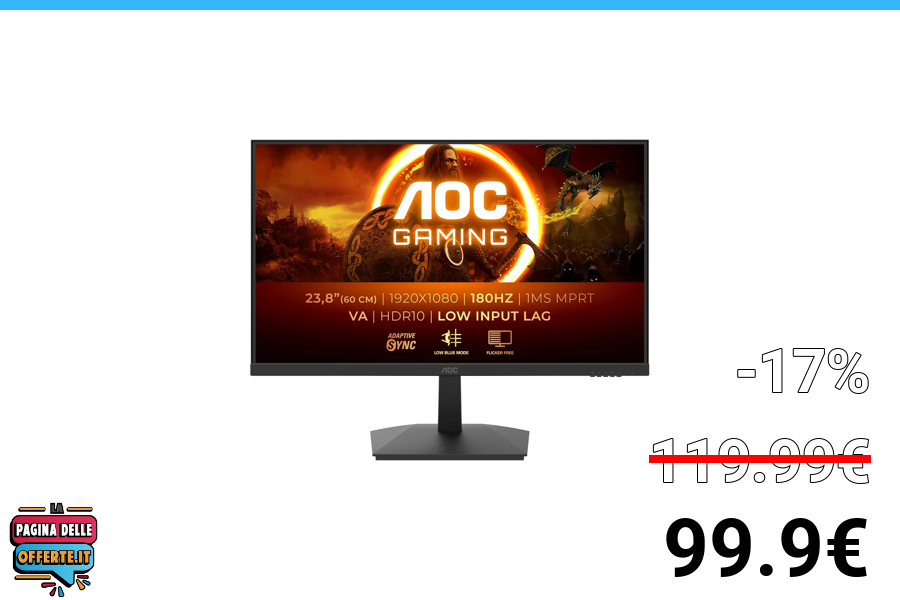 AOC
GAMING
23,8”(60 CM) | 1920X1080 | 180HZ | 1MS MPRT
VA | HDR10 | LOW INPUT LAG
ADAPTIVE
SYNC
LOW BLUE MODE
FLICKER FREE
AOC
-17%
119.99€
99.9€
LA
PAGINA DELLE
OFFERTE.IT